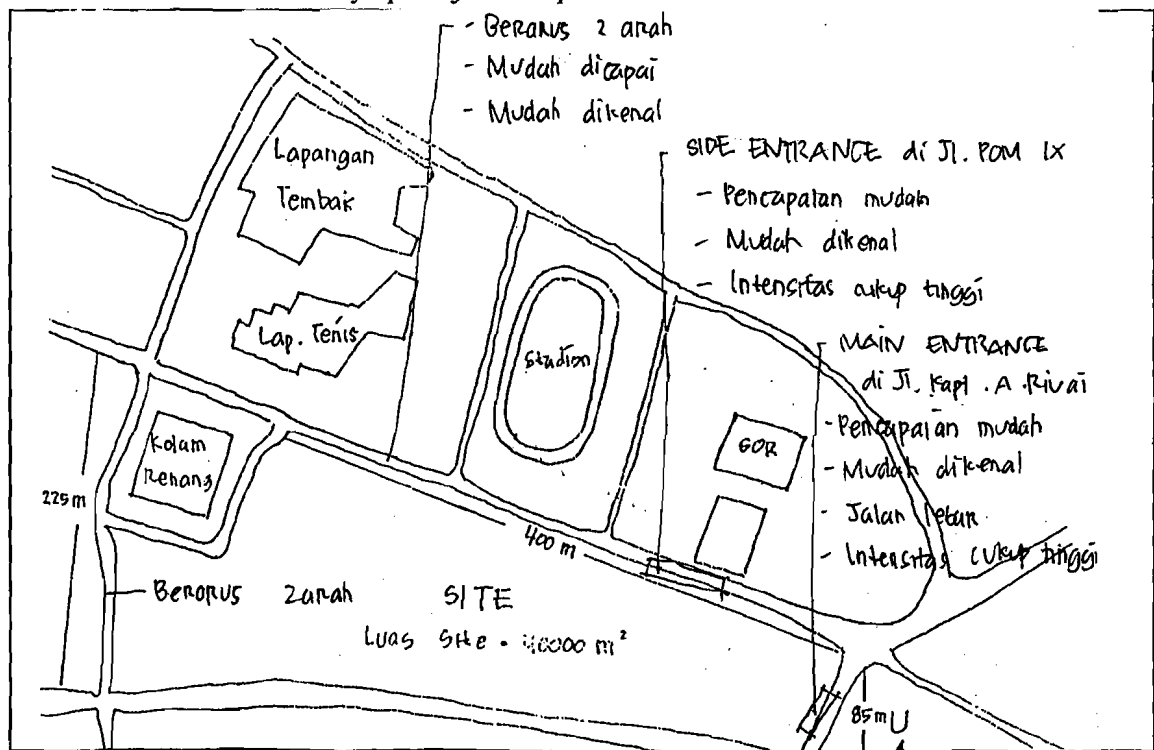 - Berarus 2 arah
- Mudah dicapai
- Mudah dikenal
SIDE ENTRANCE di Jl. POM IX
- Pencapaian mudah
- Mudah dikenal
- Intensitas cukup tinggi
MAIN ENTRANCE
di Jl. Kapt. A. Rivai
- Pencapaian mudah
- Mudah dikenal
- Jalan lebar
- Intensitas cukup tinggi
Lapangan
Tembak
Lap. Tenis
Stadion
GOR
Kolam
Renang
225 m
400 m
- Berarus 2 arah
SITE
Luas Site =
m²
85 m
U